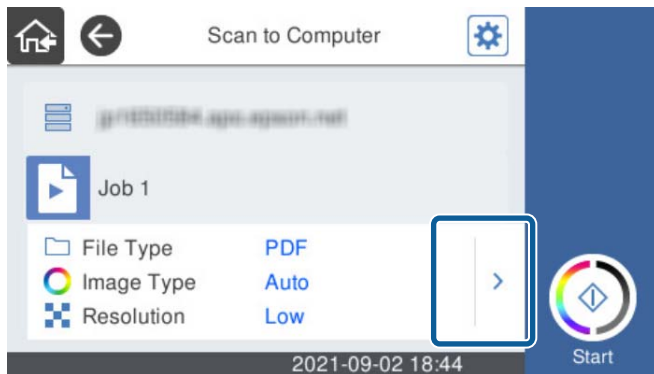 Scan to Computer
Job 1
File Type PDF
Image Type Auto
Resolution Low
Start
2021-09-02 18:44